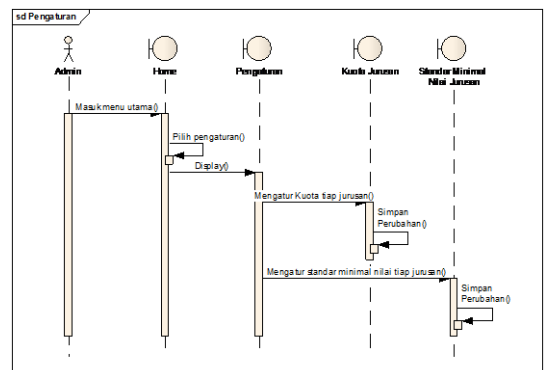 sd Pengaturan
Admin
Home
Pengaturan
Kuota Jurusan
Standar Minimal
Nilai Jurusan
Masuk menu utama()
Pilih pengaturan()
Display()
Mengatur Kuota tiap jurusan()
Simpan
Perubahan()
Mengatur standar minimal nilai tiap jurusan()
Simpan
Perubahan()